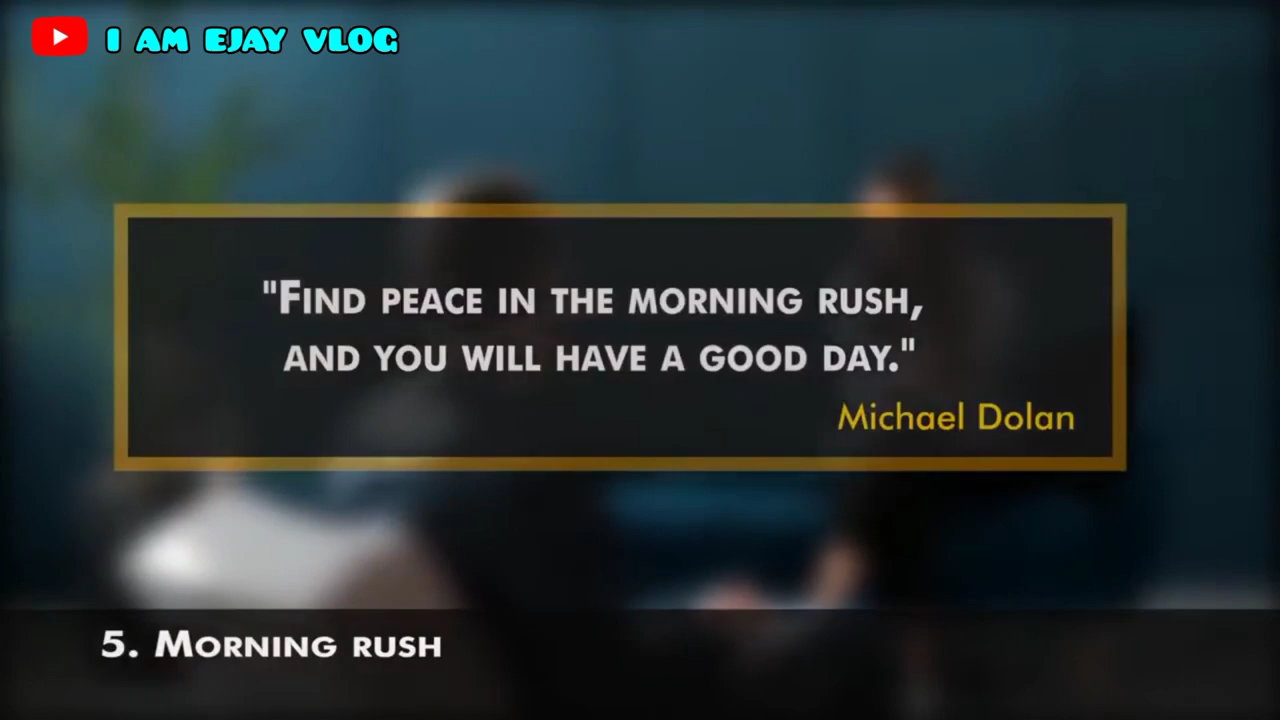 I AM EJAY VLOG
"FIND PEACE IN THE MORNING RUSH,
AND YOU WILL HAVE A GOOD DAY."
Michael Dolan
5. MORNING RUSH